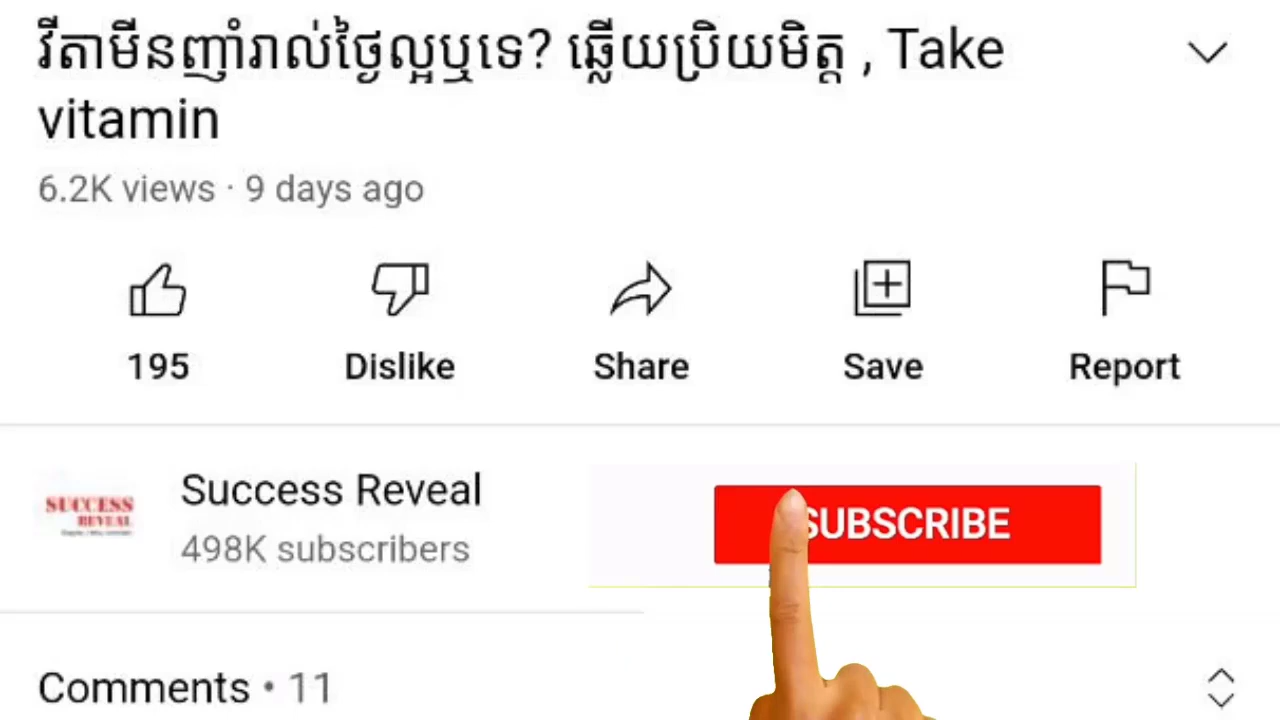 វីតាមីនញ៉ាំរាល់ថ្ងៃល្អឬទេ? ឆ្លើយប្រិយមិត្ត , Take
vitamin
6.2K views · 9 days ago
195 Dislike Share Save Report
SUCCESS
REVEAL
Success Reveal
498K subscribers
SUBSCRIBE
Comments • 11